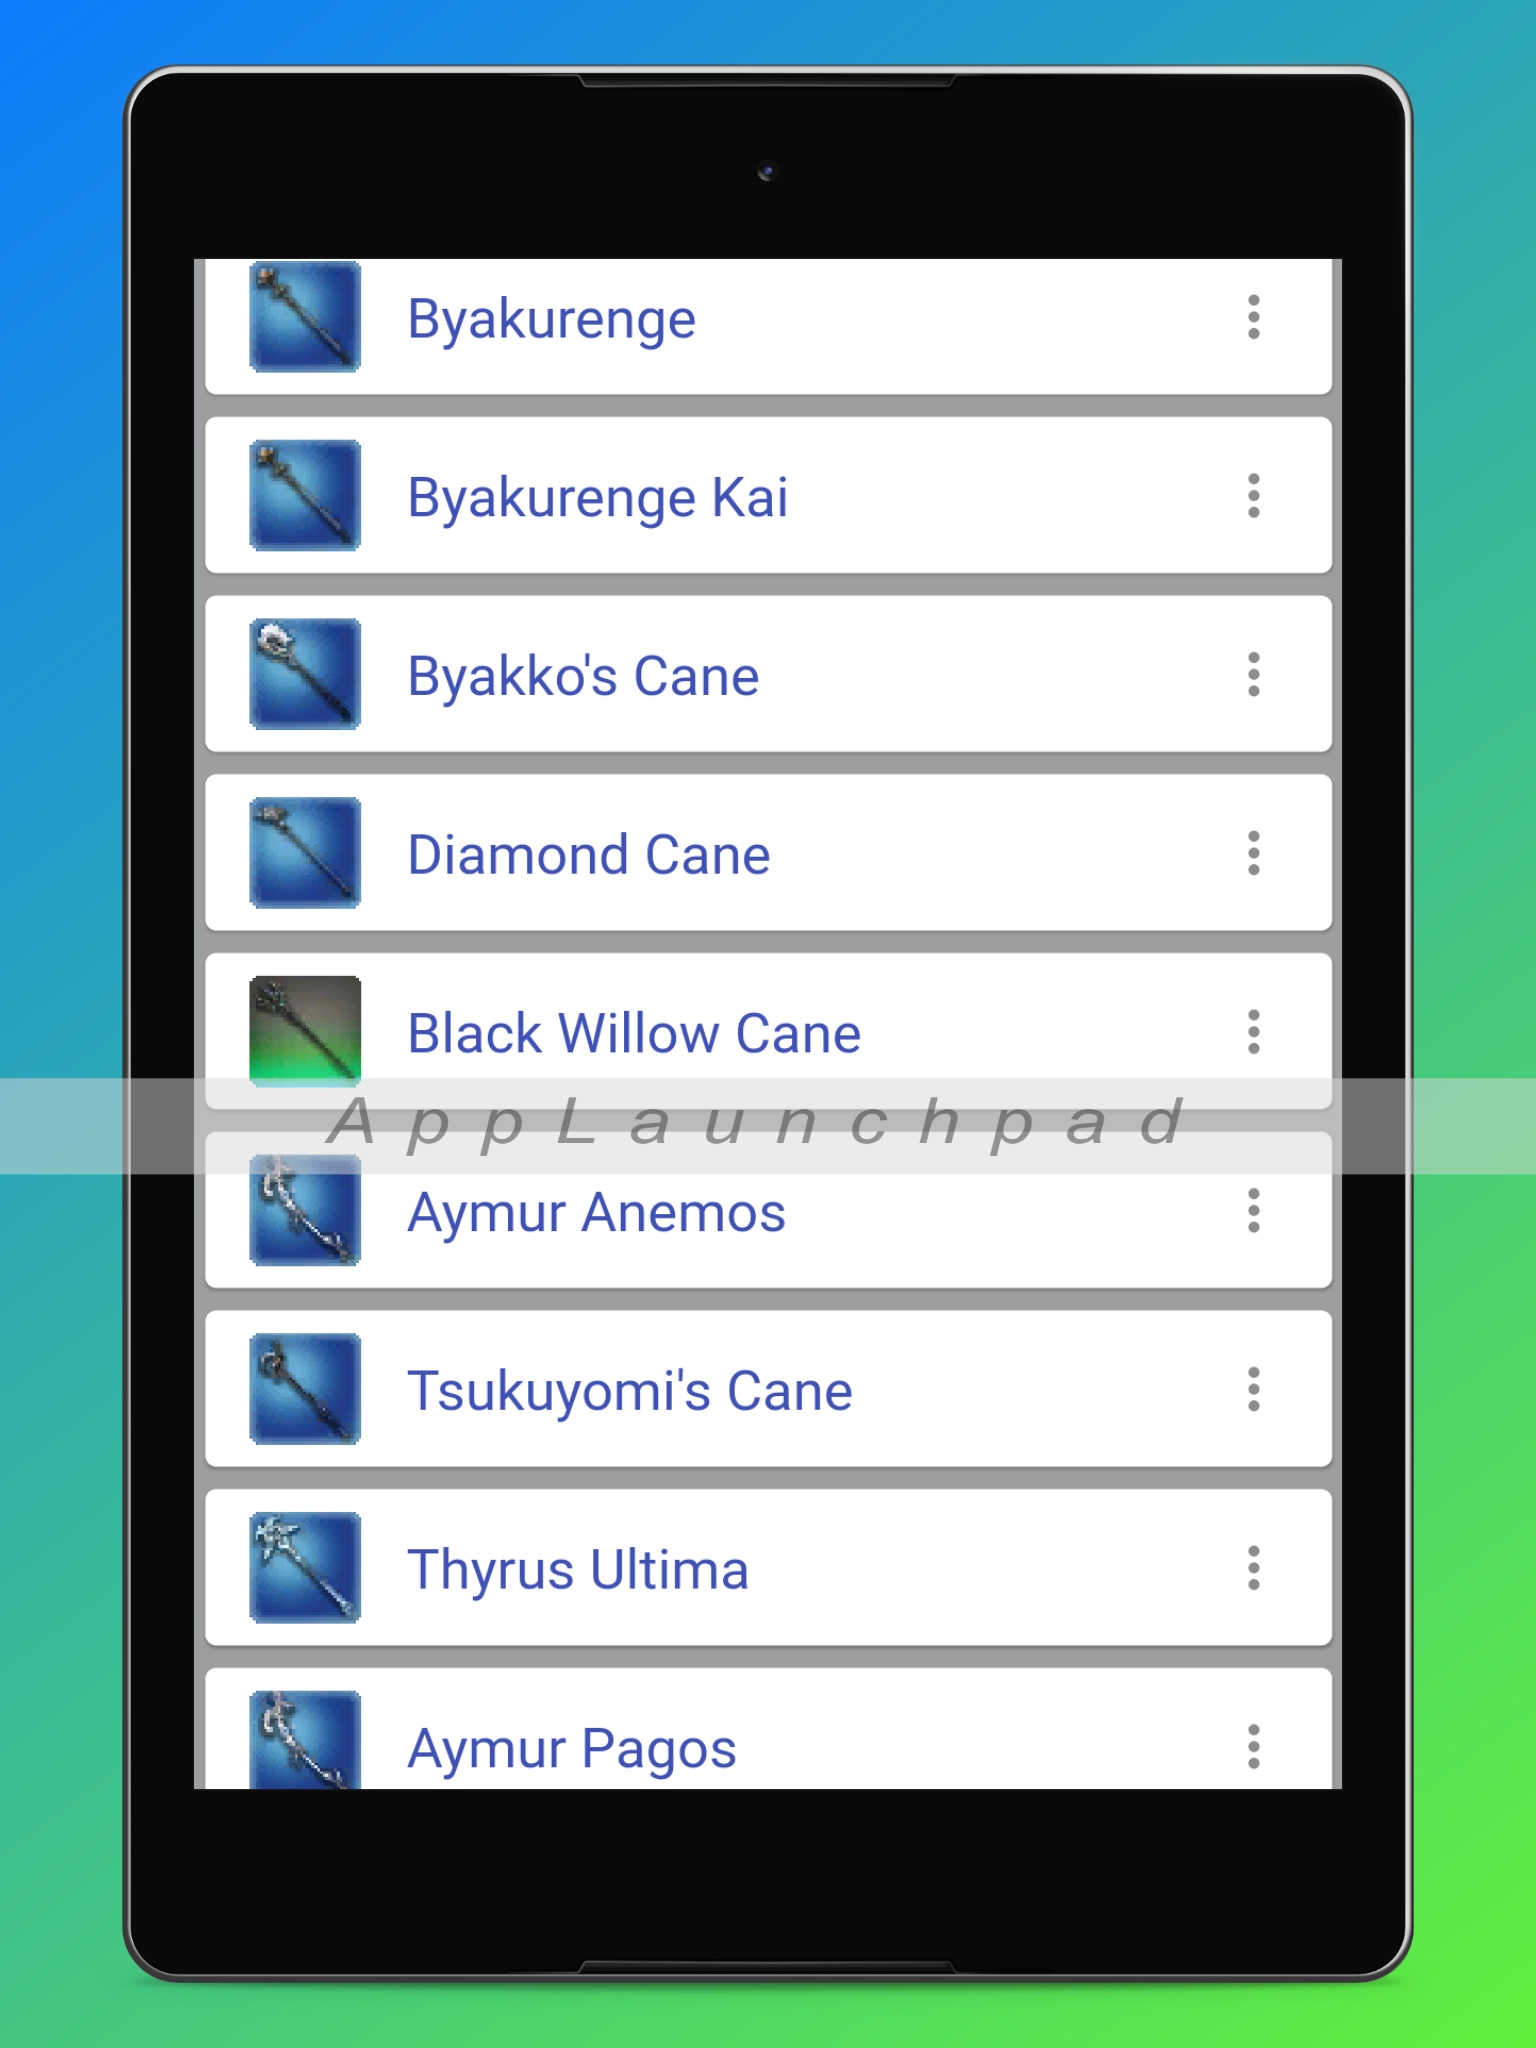 Byakurenge
Byakurenge Kai
Byakko's Cane
Diamond Cane
Black Willow Cane
AppLaunchpad
Aymur Anemos
Tsukuyomi's Cane
Thyrus Ultima
Aymur Pagos